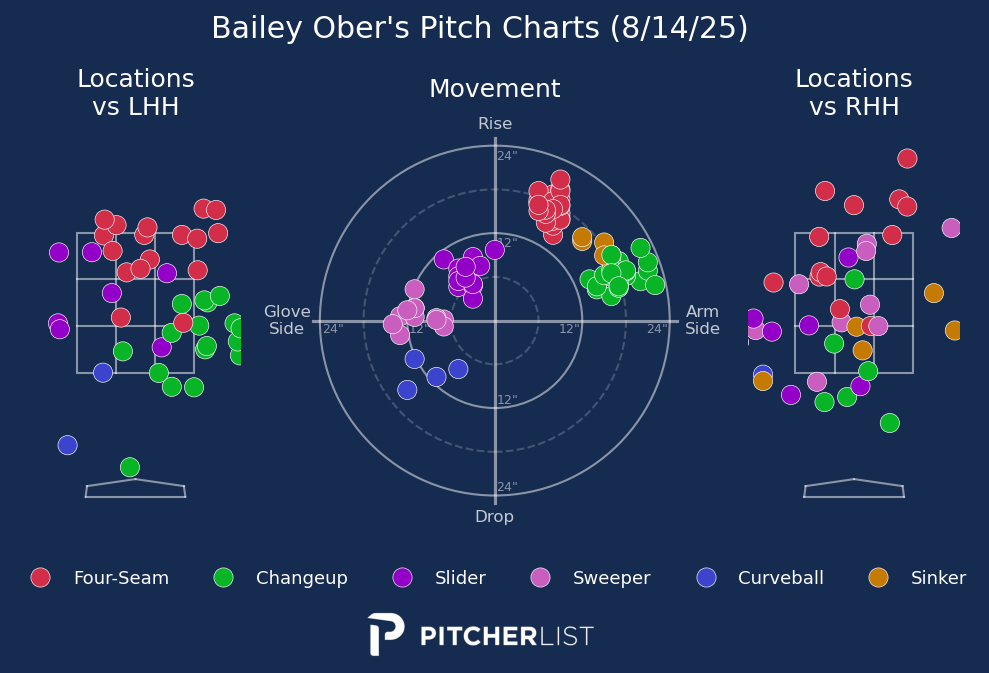 Bailey Ober's Pitch Charts (8/14/25)
Locations
vs LHH
Movement
Locations
vs RHH
Rise
24"
12"
Glove
Side
24"
12"
12"
24"
Arm
Side
12"
24"
Drop
Four-Seam
Changeup
Slider
Sweeper
Curveball
Sinker
PITCHERLIST